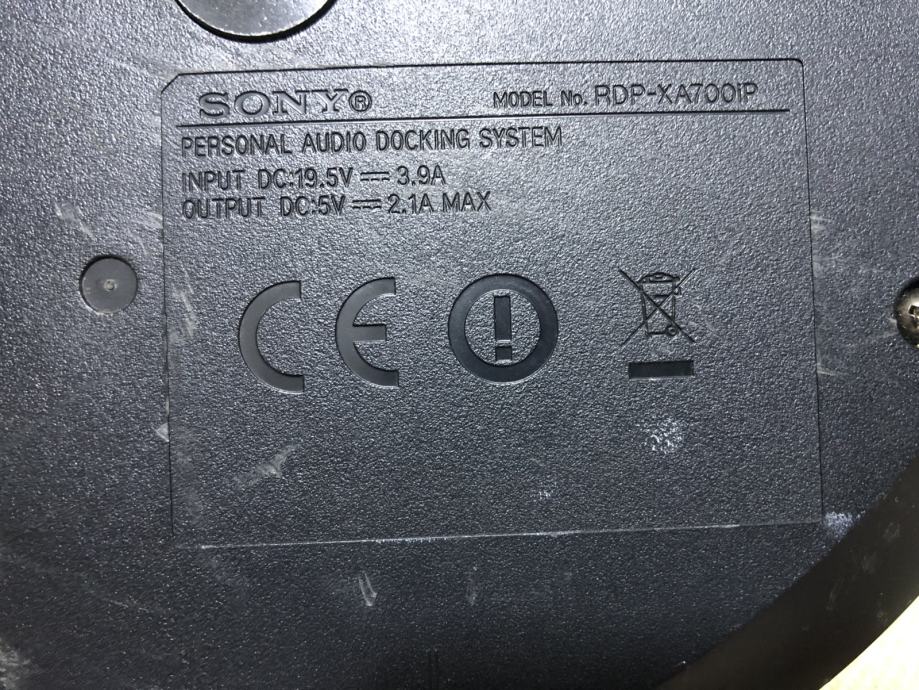 SONY® MODEL No. RDP-XA700iP
PERSONAL AUDIO DOCKING SYSTEM
INPUT DC:19.5V ⎓ 3.9A
OUTPUT DC:5V ⎓ 2.1A MAX
CE